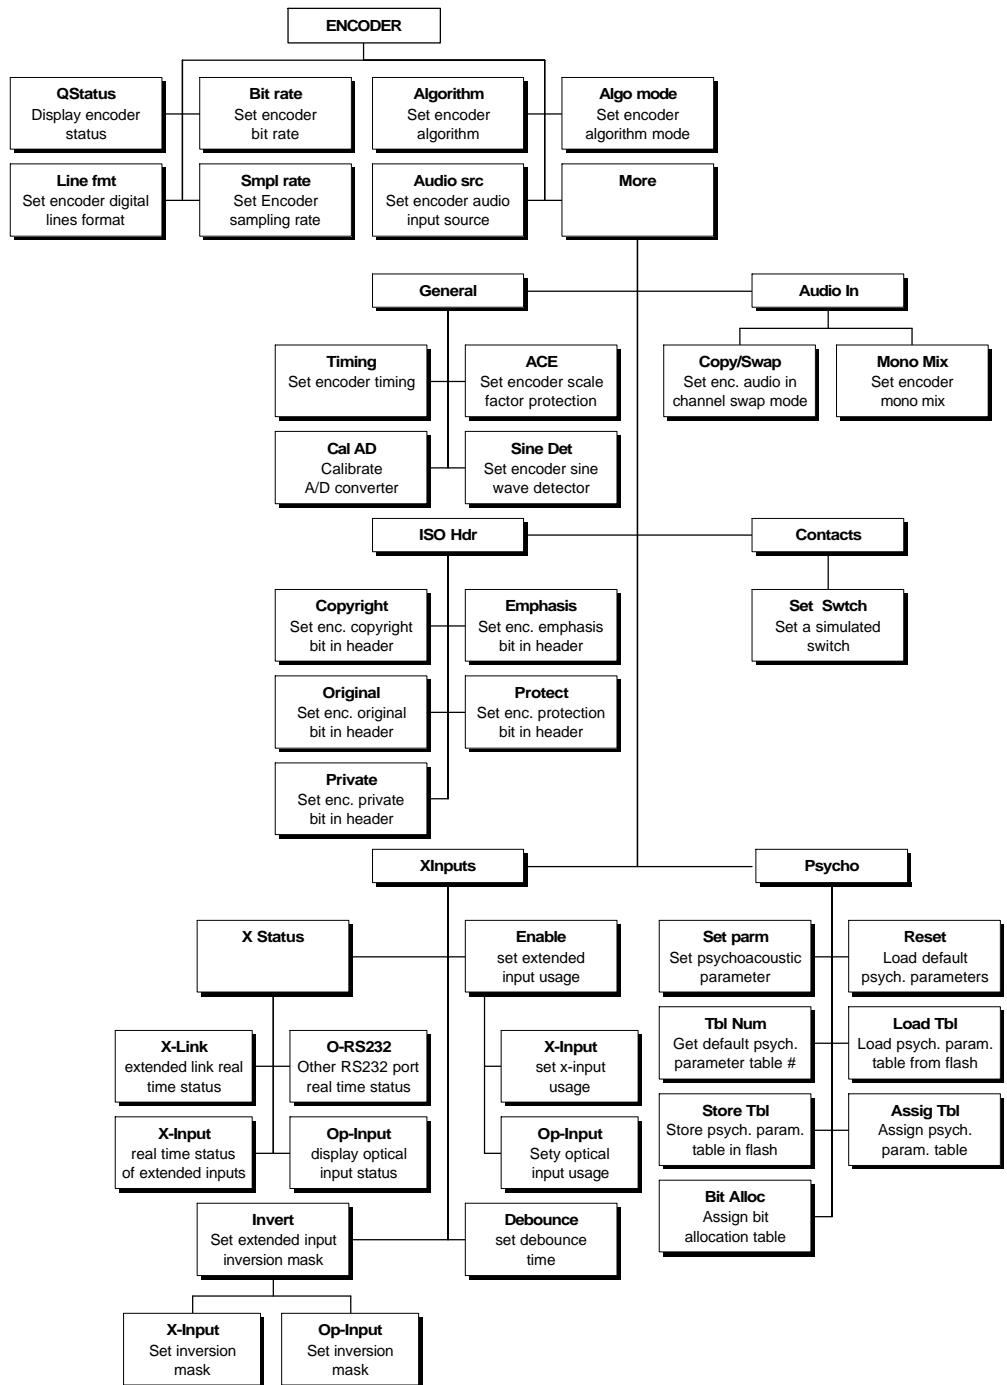 ENCODER
QStatus
Display encoder
status
Bit rate
Set encoder
bit rate
Algorithm
Set encoder
algorithm
Algo mode
Set encoder
algorithm mode
Line fmt
Set encoder digital
lines format
Smpl rate
Set Encoder
sampling rate
Audio src
Set encoder audio
input source
More
General
Audio In
Timing
Set encoder timing
ACE
Set encoder scale
factor protection
Copy/Swap
Set enc. audio in
channel swap mode
Mono Mix
Set encoder
mono mix
Cal AD
Calibrate
A/D converter
Sine Det
Set encoder sine
wave detector
ISO Hdr
Contacts
Copyright
Set enc. copyright
bit in header
Emphasis
Set enc. emphasis
bit in header
Set Swtch
Set a simulated
switch
Original
Set enc. original
bit in header
Protect
Set enc. protection
bit in header
Private
Set enc. private
bit in header
XInputs
Psycho
X Status
Enable
set extended
input usage
Set parm
Set psychoacoustic
parameter
Reset
Load default
psych. parameters
X-Link
extended link real
time status
O-RS232
Other RS232 port
real time status
X-Input
set x-input
usage
Tbl Num
Get default psych.
parameter table #
Load Tbl
Load psych. param.
table from flash
X-Input
real time status
of extended inputs
Op-Input
display optical
input status
Op-Input
Sety optical
input usage
Store Tbl
Store psych. param.
table in flash
Assig Tbl
Assign psych.
param. table
Invert
Set extended input
inversion mask
Debounce
set debounce
time
Bit Alloc
Assign bit
allocation table
X-Input
Set inversion
mask
Op-Input
Set inversion
mask